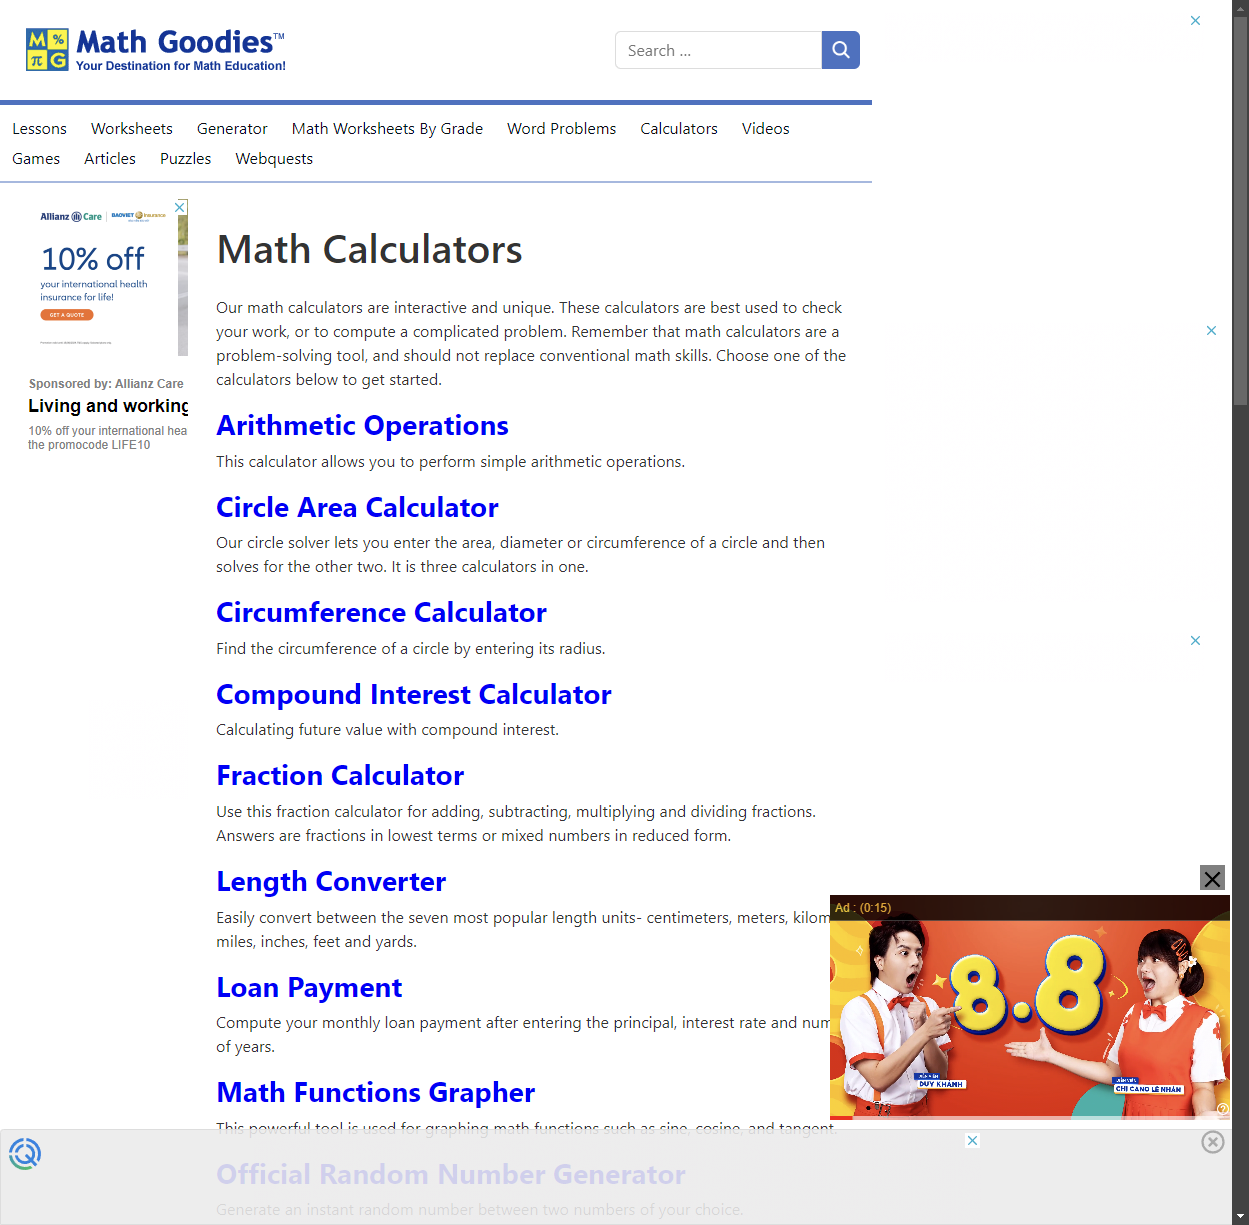 M % π G
Math Goodies™
Your Destination for Math Education!
Search ...
Lessons Worksheets Generator Math Worksheets By Grade Word Problems Calculators Videos
Games Articles Puzzles Webquests
Allianz Care BAOVIET Insurance
10% off
your international health
insurance for life!
GET A QUOTE
Sponsored by: Allianz Care
Living and working
10% off your international hea
the promocode LIFE10
Math Calculators
Our math calculators are interactive and unique. These calculators are best used to check
your work, or to compute a complicated problem. Remember that math calculators are a
problem-solving tool, and should not replace conventional math skills. Choose one of the
calculators below to get started.
Arithmetic Operations
This calculator allows you to perform simple arithmetic operations.
Circle Area Calculator
Our circle solver lets you enter the area, diameter or circumference of a circle and then
solves for the other two. It is three calculators in one.
Circumference Calculator
Find the circumference of a circle by entering its radius.
Compound Interest Calculator
Calculating future value with compound interest.
Fraction Calculator
Use this fraction calculator for adding, subtracting, multiplying and dividing fractions.
Answers are fractions in lowest terms or mixed numbers in reduced form.
Length Converter
Easily convert between the seven most popular length units- centimeters, meters, kilom
miles, inches, feet and yards.
Loan Payment
Compute your monthly loan payment after entering the principal, interest rate and num
of years.
Math Functions Grapher
This powerful tool is used for graphing math functions such as sine, cosine, and tangent.
Official Random Number Generator
Generate an instant random number between two numbers of your choice.
Ad : (0:15)
8.8
DIỄN VIÊN
DUY KHÁNH
DIỄN VIÊN
CHỊ CANO LÊ NHÂN